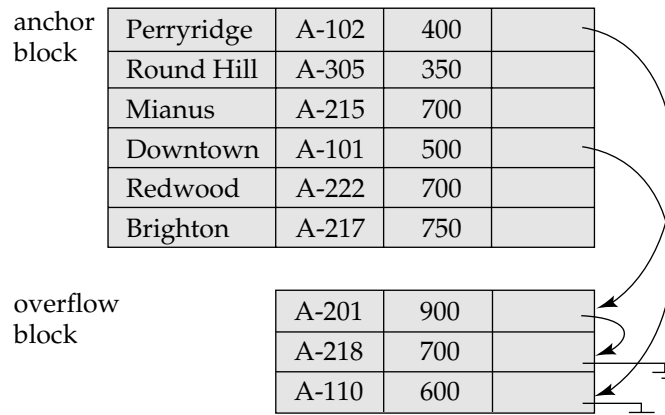 anchor
block
Perryridge A-102 400
Round Hill A-305 350
Mianus A-215 700
Downtown A-101 500
Redwood A-222 700
Brighton A-217 750
overflow
block
A-201 900
A-218 700
A-110 600